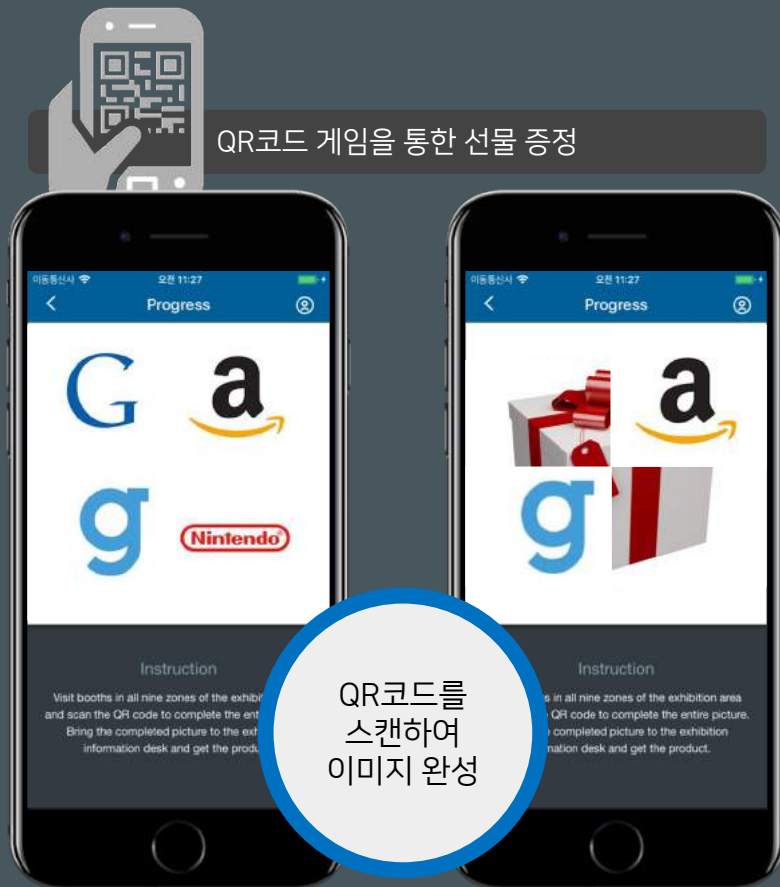 QR코드 게임을 통한 선물 증정
이동통신사 오전 11:27
Progress
G a
g Nintendo
Instruction
Visit booths in all nine zones of the
and scan the QR code to complete the
Bring the completed picture to the
information desk and get the
이동통신사 오전 11:27
Progress
a
g
Instruction
in all nine zones of the exhibition area
QR code to complete the entire picture.
completed picture to the exhibition
desk and get the product.
QR코드를
스캔하여
이미지 완성